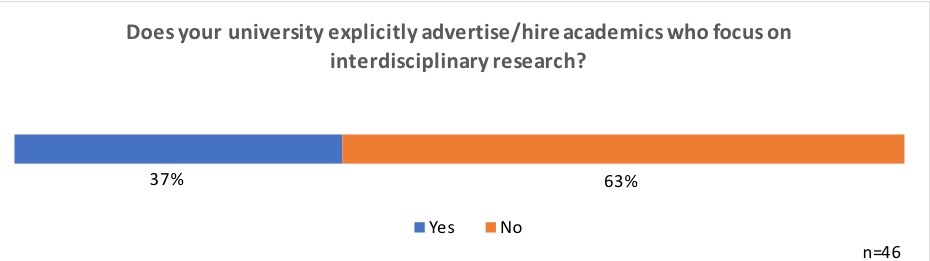 Does your university explicitly advertise/hire academics who focus on
interdisciplinary research?
37%
63%
Yes
No
n=46